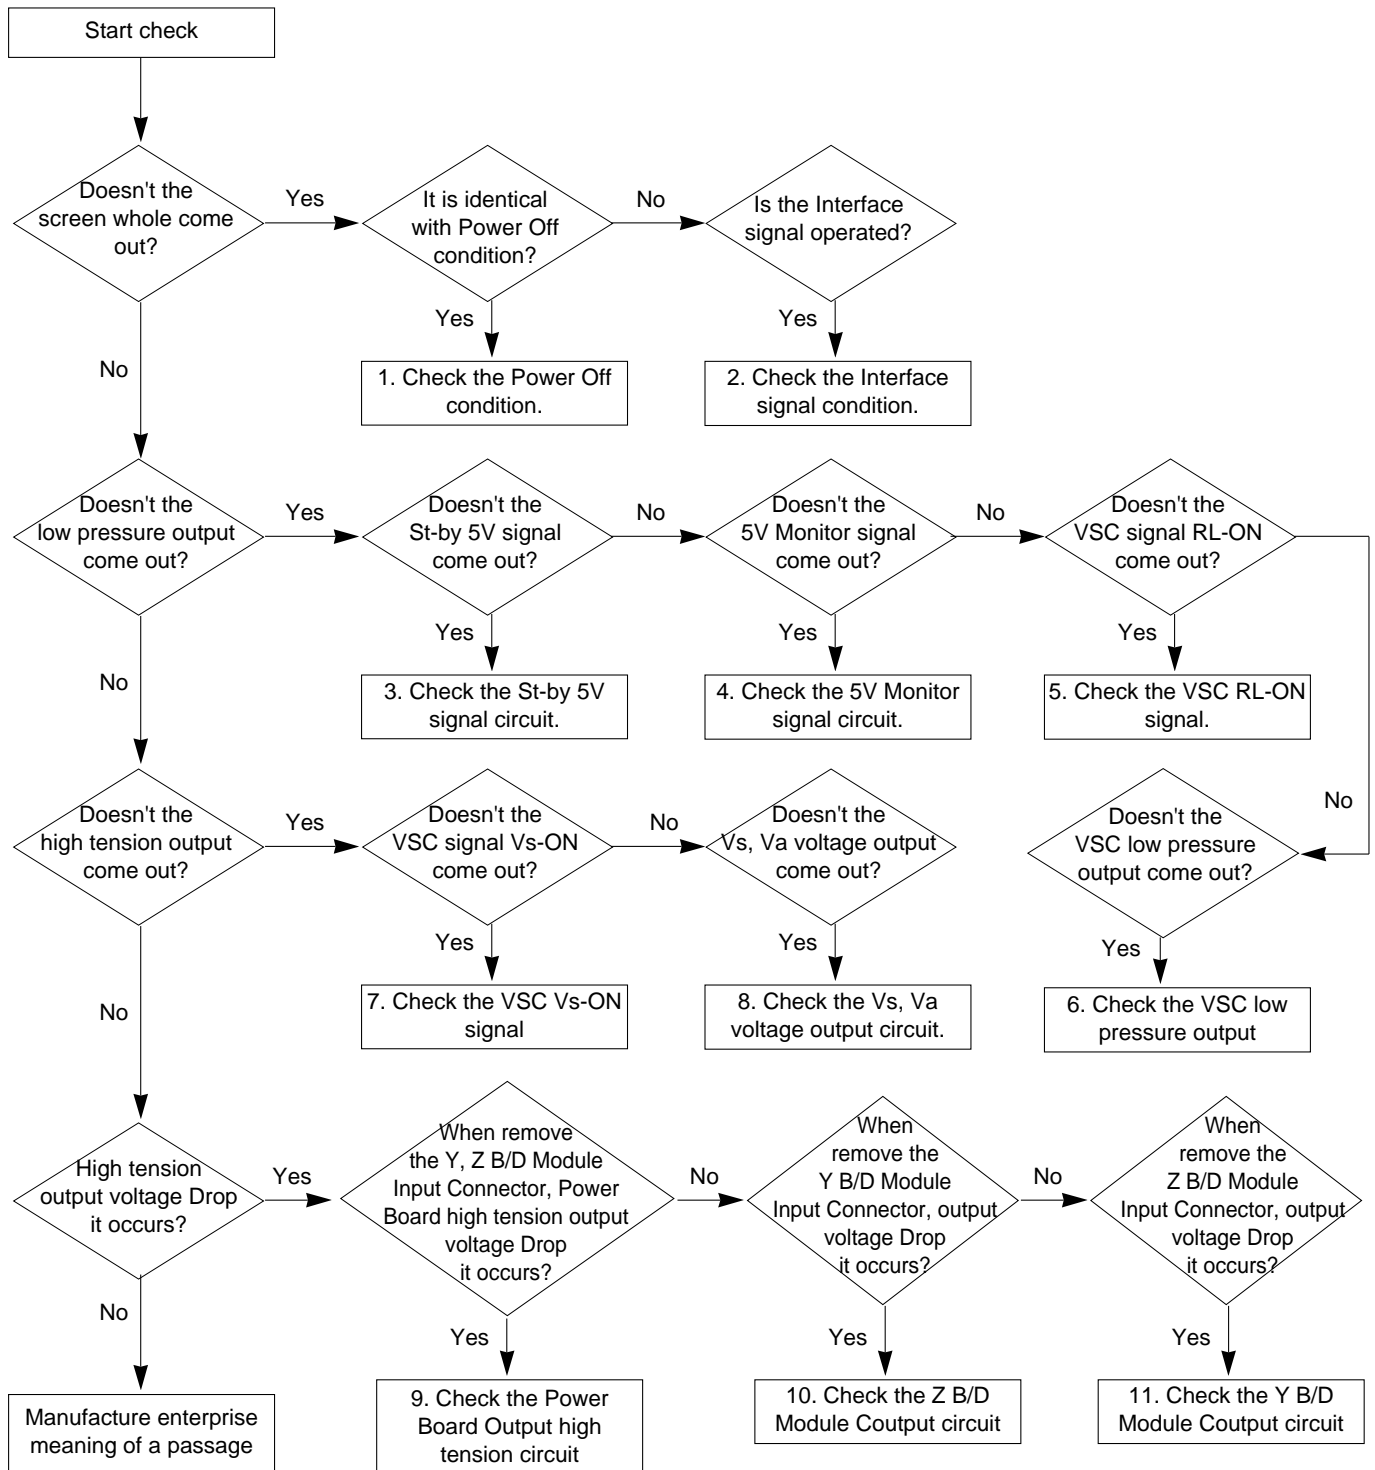 Start check
Doesn't the
screen whole come
out?
Yes
It is identical
with Power Off
condition?
No
Is the Interface
signal operated?
Yes
Yes
No
1. Check the Power Off
condition.
2. Check the Interface
signal condition.
Doesn't the
low pressure output
come out?
Yes
Doesn't the
St-by 5V signal
come out?
No
Doesn't the
5V Monitor signal
come out?
No
Doesn't the
VSC signal RL-ON
come out?
Yes
Yes
Yes
No
3. Check the St-by 5V
signal circuit.
4. Check the 5V Monitor
signal circuit.
5. Check the VSC RL-ON
signal.
No
Doesn't the
high tension output
come out?
Yes
Doesn't the
VSC signal Vs-ON
come out?
No
Doesn't the
Vs, Va voltage output
come out?
Doesn't the
VSC low pressure
output come out?
Yes
Yes
Yes
No
7. Check the VSC Vs-ON
signal
8. Check the Vs, Va
voltage output circuit.
6. Check the VSC low
pressure output
High tension
output voltage Drop
it occurs?
Yes
When remove
the Y, Z B/D Module
Input Connector, Power
Board high tension output
voltage Drop
it occurs?
No
When
remove the
Y B/D Module
Input Connector, output
voltage Drop
it occurs?
No
When
remove the
Z B/D Module
Input Connector, output
voltage Drop
it occurs?
No
Yes
Yes
Yes
Manufacture enterprise
meaning of a passage
9. Check the Power
Board Output high
tension circuit
10. Check the Z B/D
Module Coutput circuit
11. Check the Y B/D
Module Coutput circuit